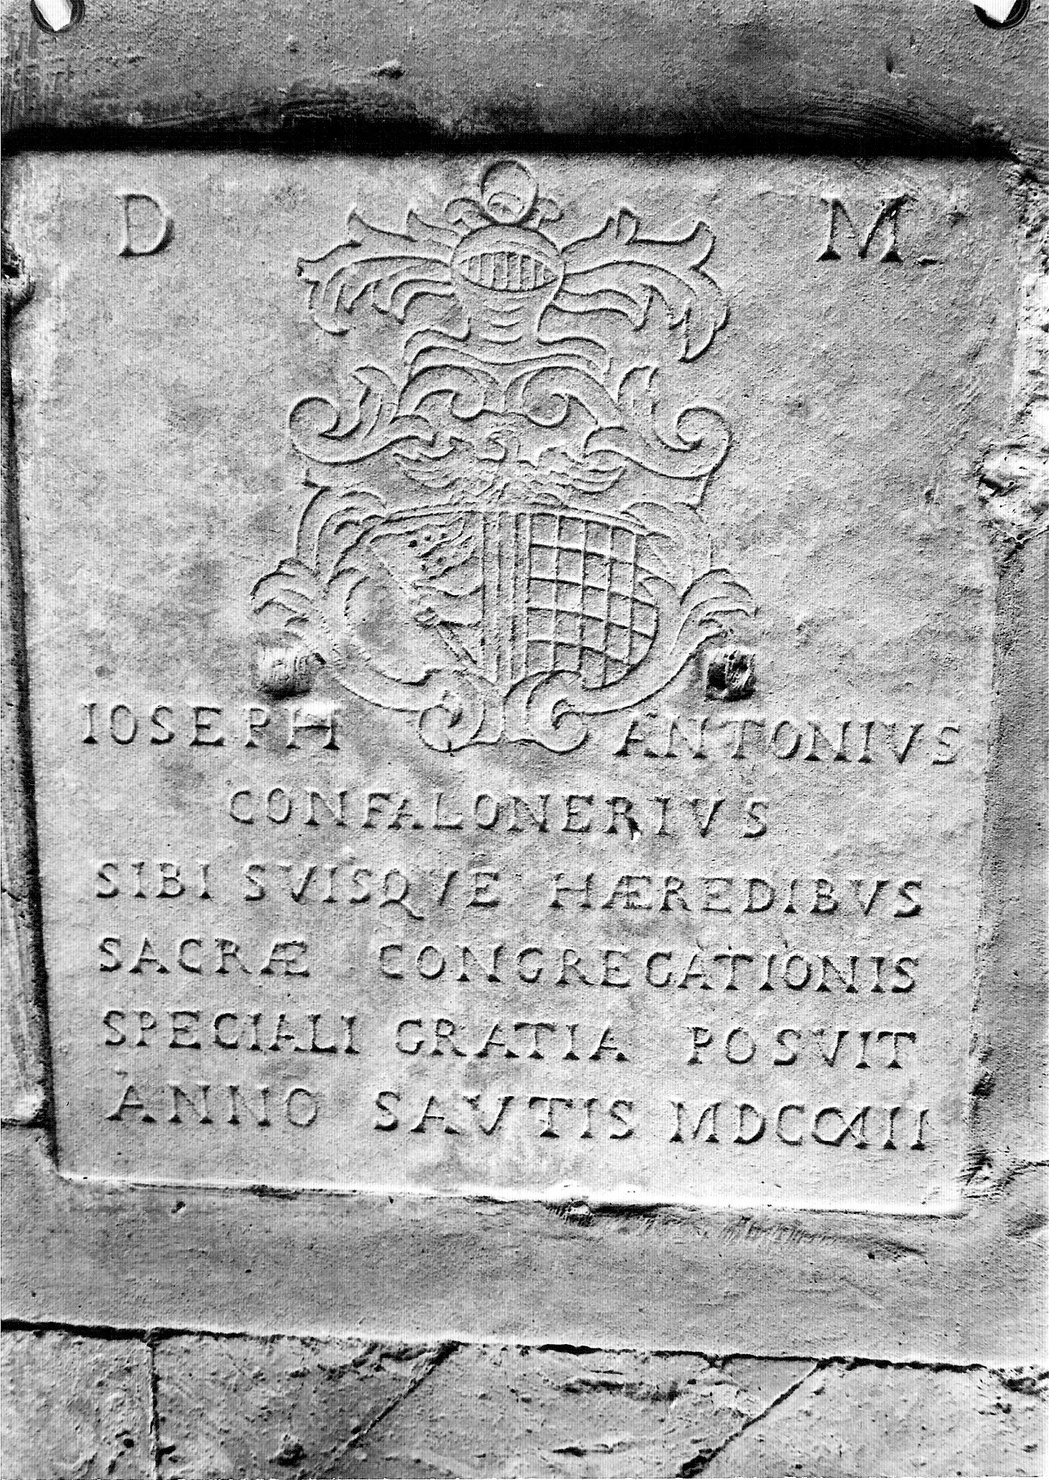 D M
IOSEPH ANTONIVS
CONFALONERIVS
SIBI SVISQVE HÆREDIBVS
SACRÆ CONGREGATIONIS
SPECIALI GRATIA POSVIT
ANNO SAVTIS MDCCXII